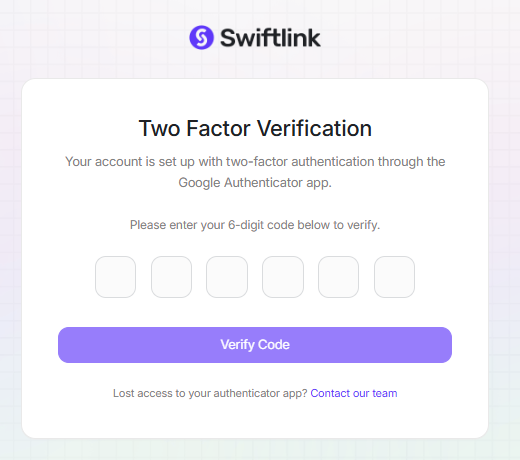 Swiftlink
Two Factor Verification
Your account is set up with two-factor authentication through the
Google Authenticator app.
Please enter your 6-digit code below to verify.
Verify Code
Lost access to your authenticator app? Contact our team